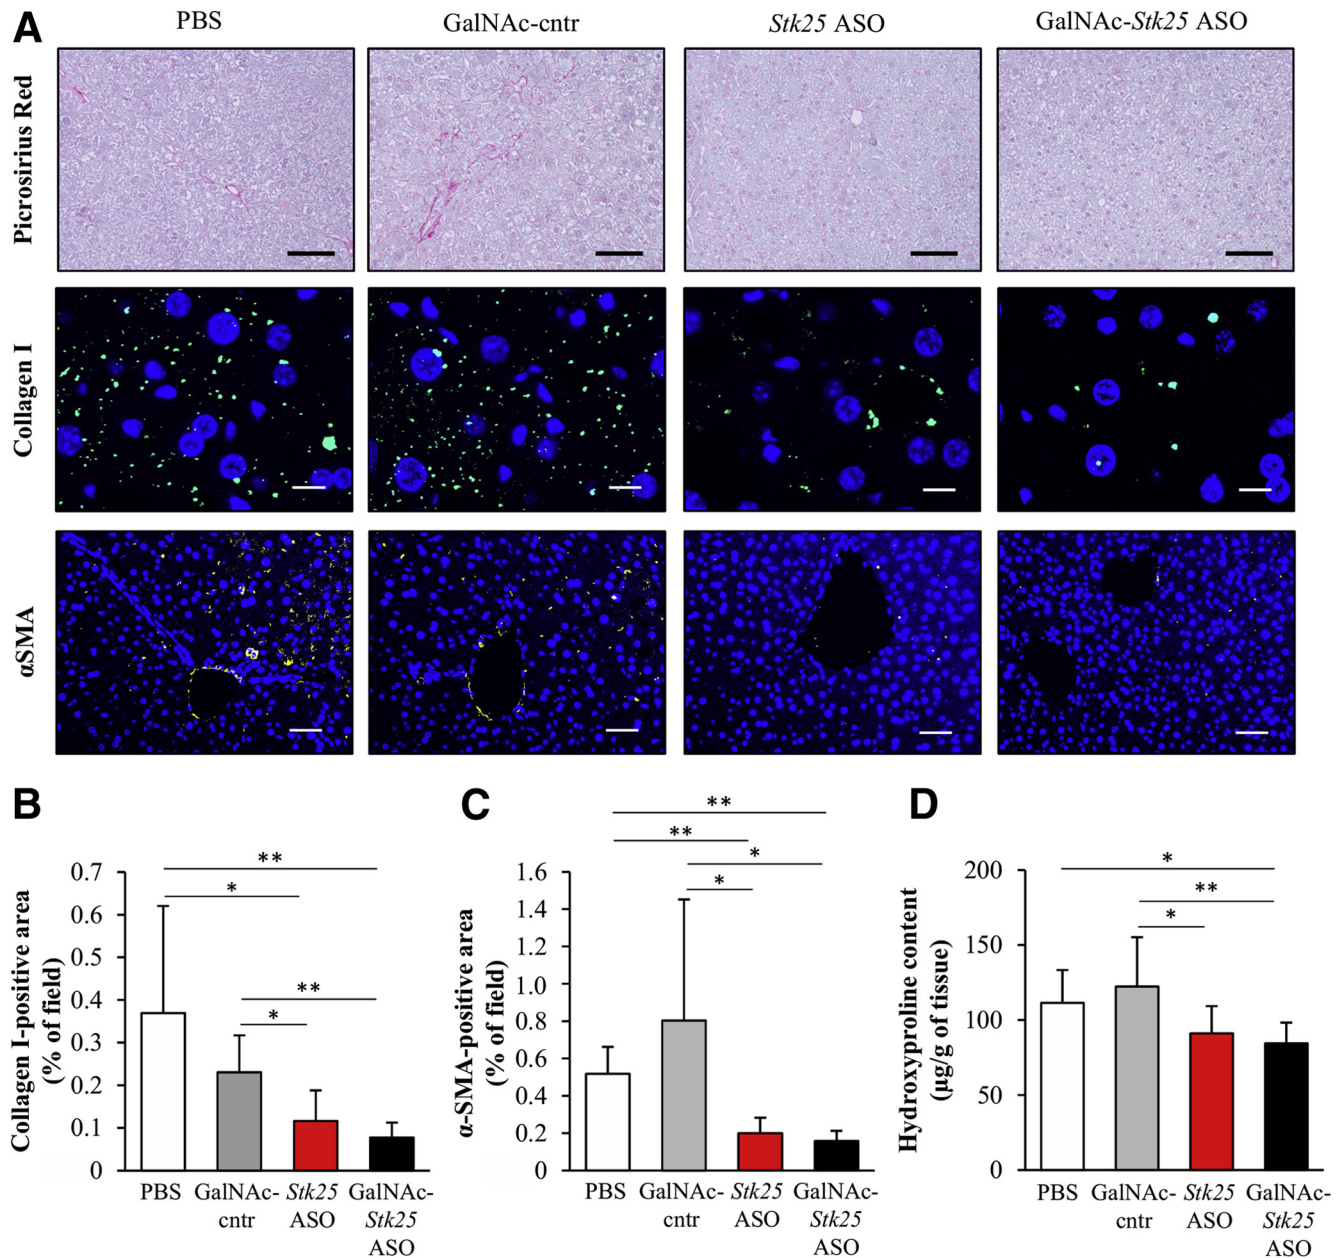 A
PBS
GalNAc-cntr
Stk25 ASO
GalNAc-Stk25 ASO
Picrosirius Red
Collagen I
αSMA
B
Collagen I-positive area
(% of field)
0.7
0.6
0.5
0.4
0.3
0.2
0.1
0
**
*
**
*
PBS
GalNAc-
cntr
Stk25
ASO
GalNAc-
Stk25
ASO
C
α-SMA-positive area
(% of field)
1.6
1.4
1.2
1.0
0.8
0.6
0.4
0.2
0
**
**
*
*
PBS
GalNAc-
cntr
Stk25
ASO
GalNAc-
Stk25
ASO
D
Hydroxyproline content
(µg/g of tissue)
200
150
100
50
0
*
**
*
PBS
GalNAc-
cntr
Stk25
ASO
GalNAc-
Stk25
ASO